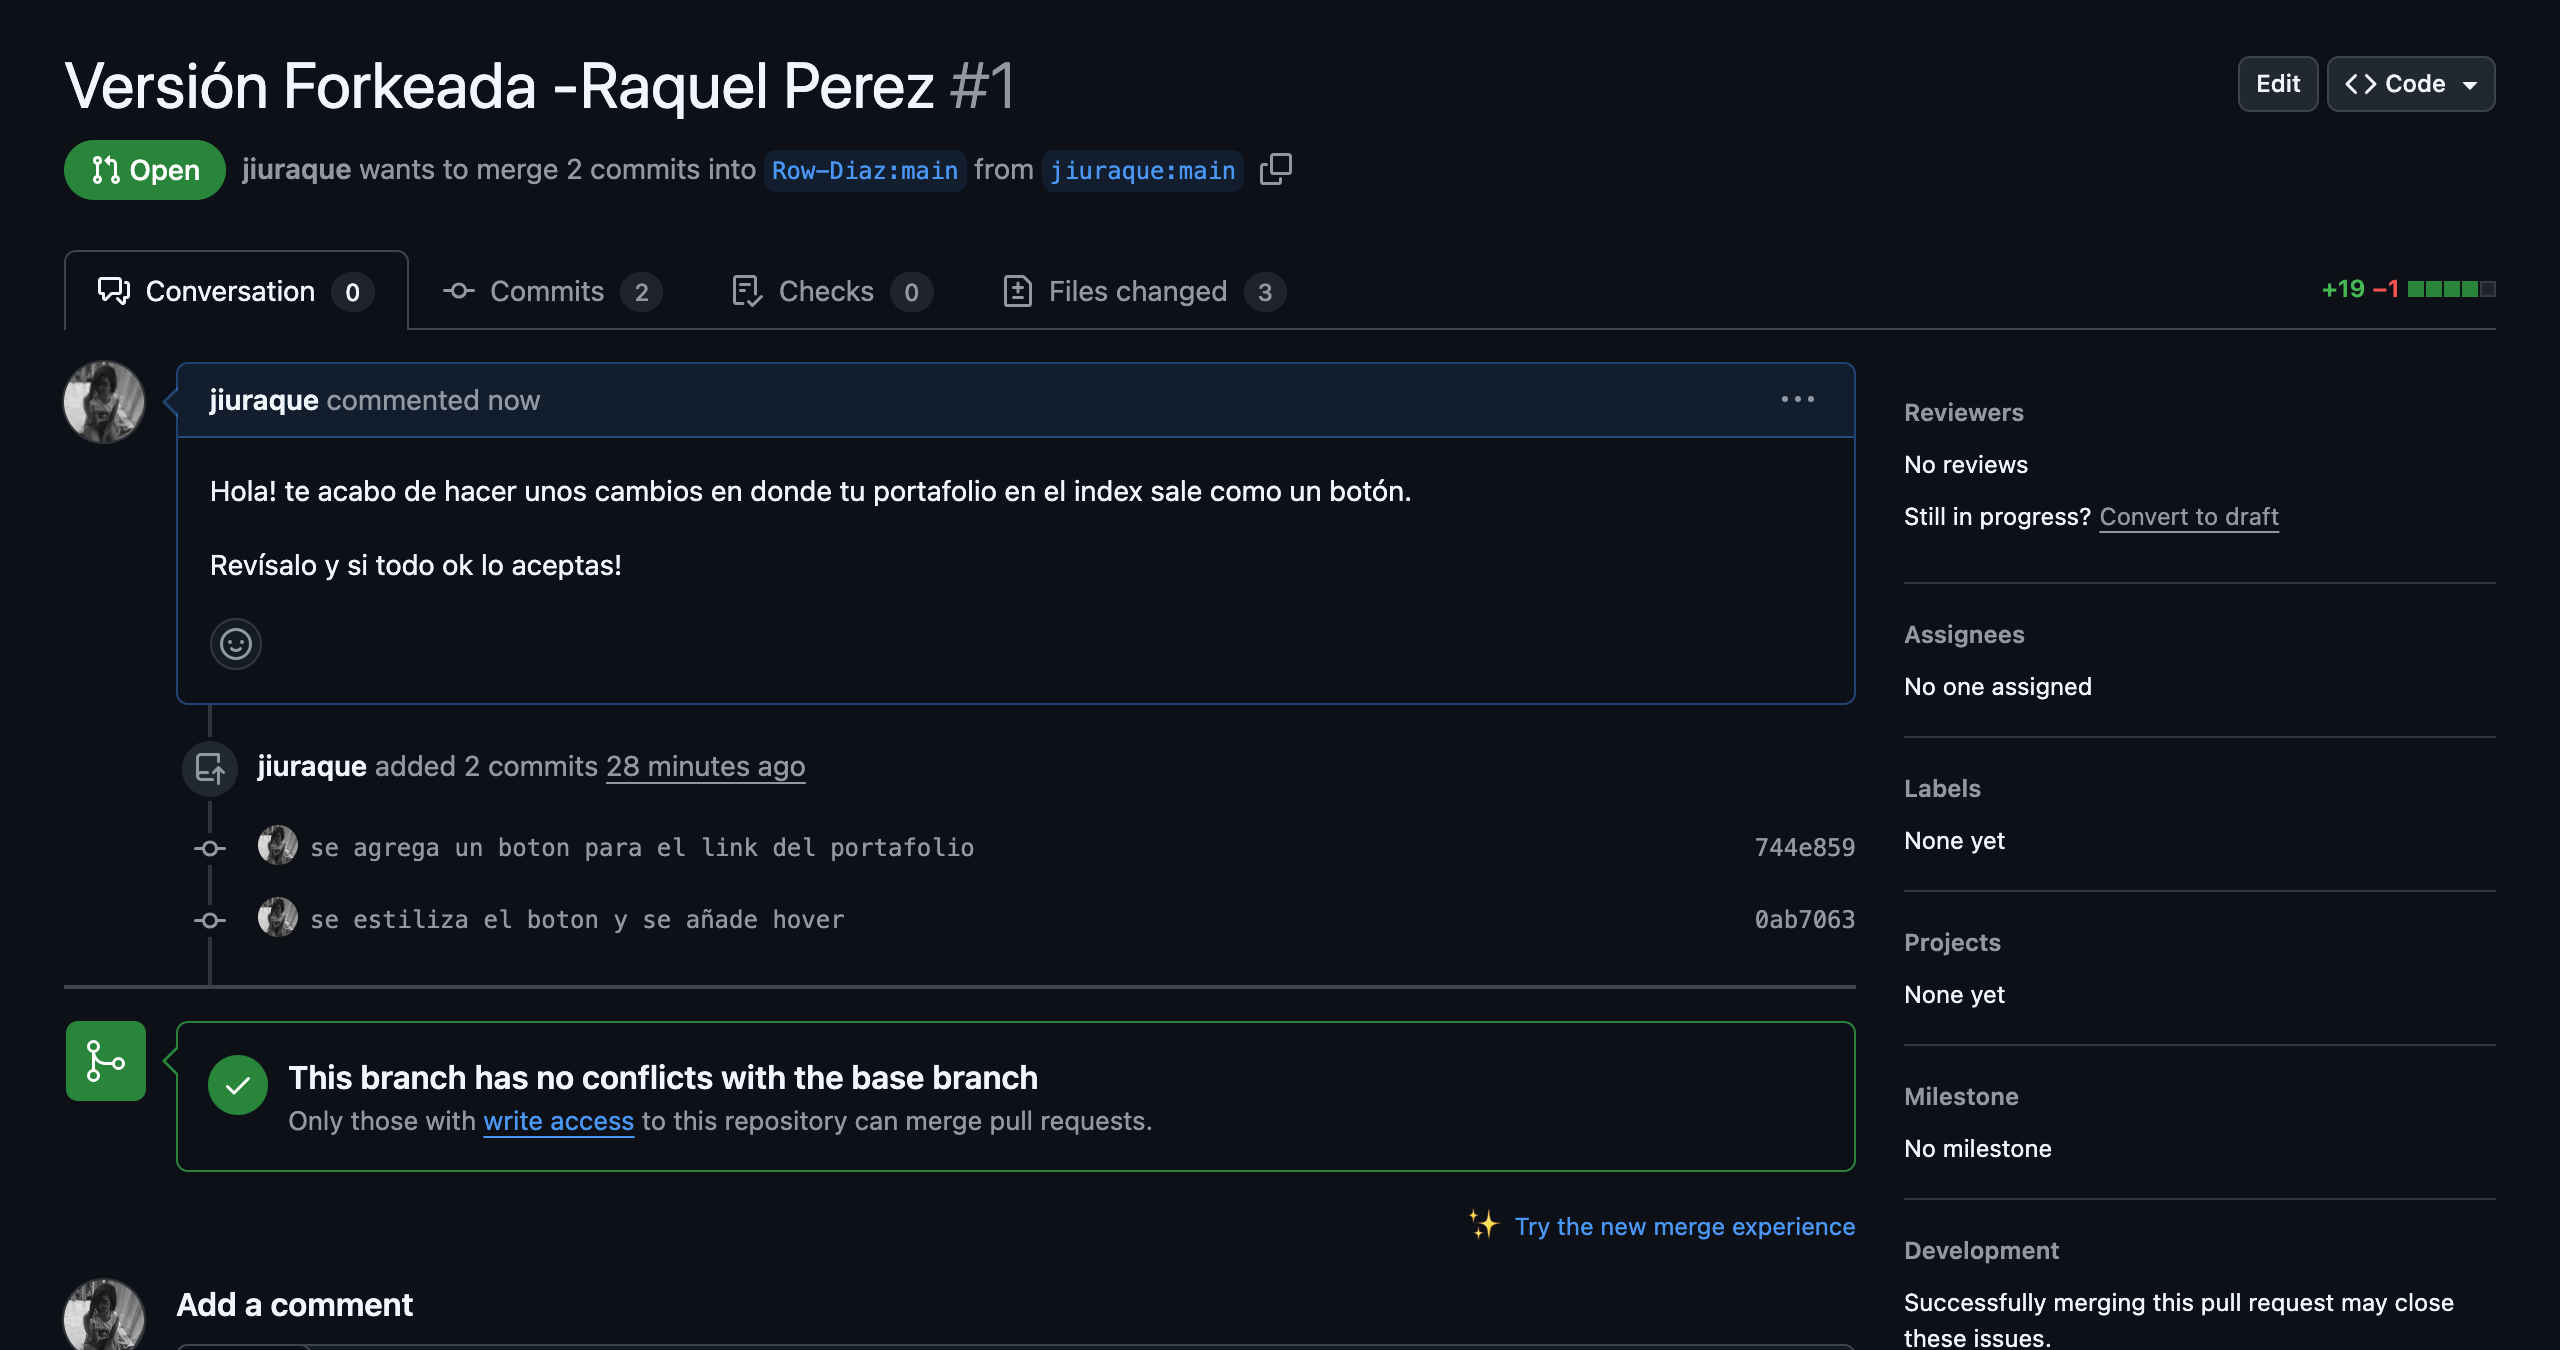 Versión Forkeada -Raquel Perez #1
Edit
Code
Open
jiuraque wants to merge 2 commits into Row-Diaz:main from jiuraque:main
Conversation 0
Commits 2
Checks 0
Files changed 3
+19 −1
jiuraque commented now
Hola! te acabo de hacer unos cambios en donde tu portafolio en el index sale como un botón.
Revísalo y si todo ok lo aceptas!
jiuraque added 2 commits 28 minutes ago
se agrega un boton para el link del portafolio 744e859
se estiliza el boton y se añade hover 0ab7063
This branch has no conflicts with the base branch
Only those with write access to this repository can merge pull requests.
Try the new merge experience
Add a comment
Reviewers
No reviews
Still in progress? Convert to draft
Assignees
No one assigned
Labels
None yet
Projects
None yet
Milestone
No milestone
Development
Successfully merging this pull request may close
these issues.